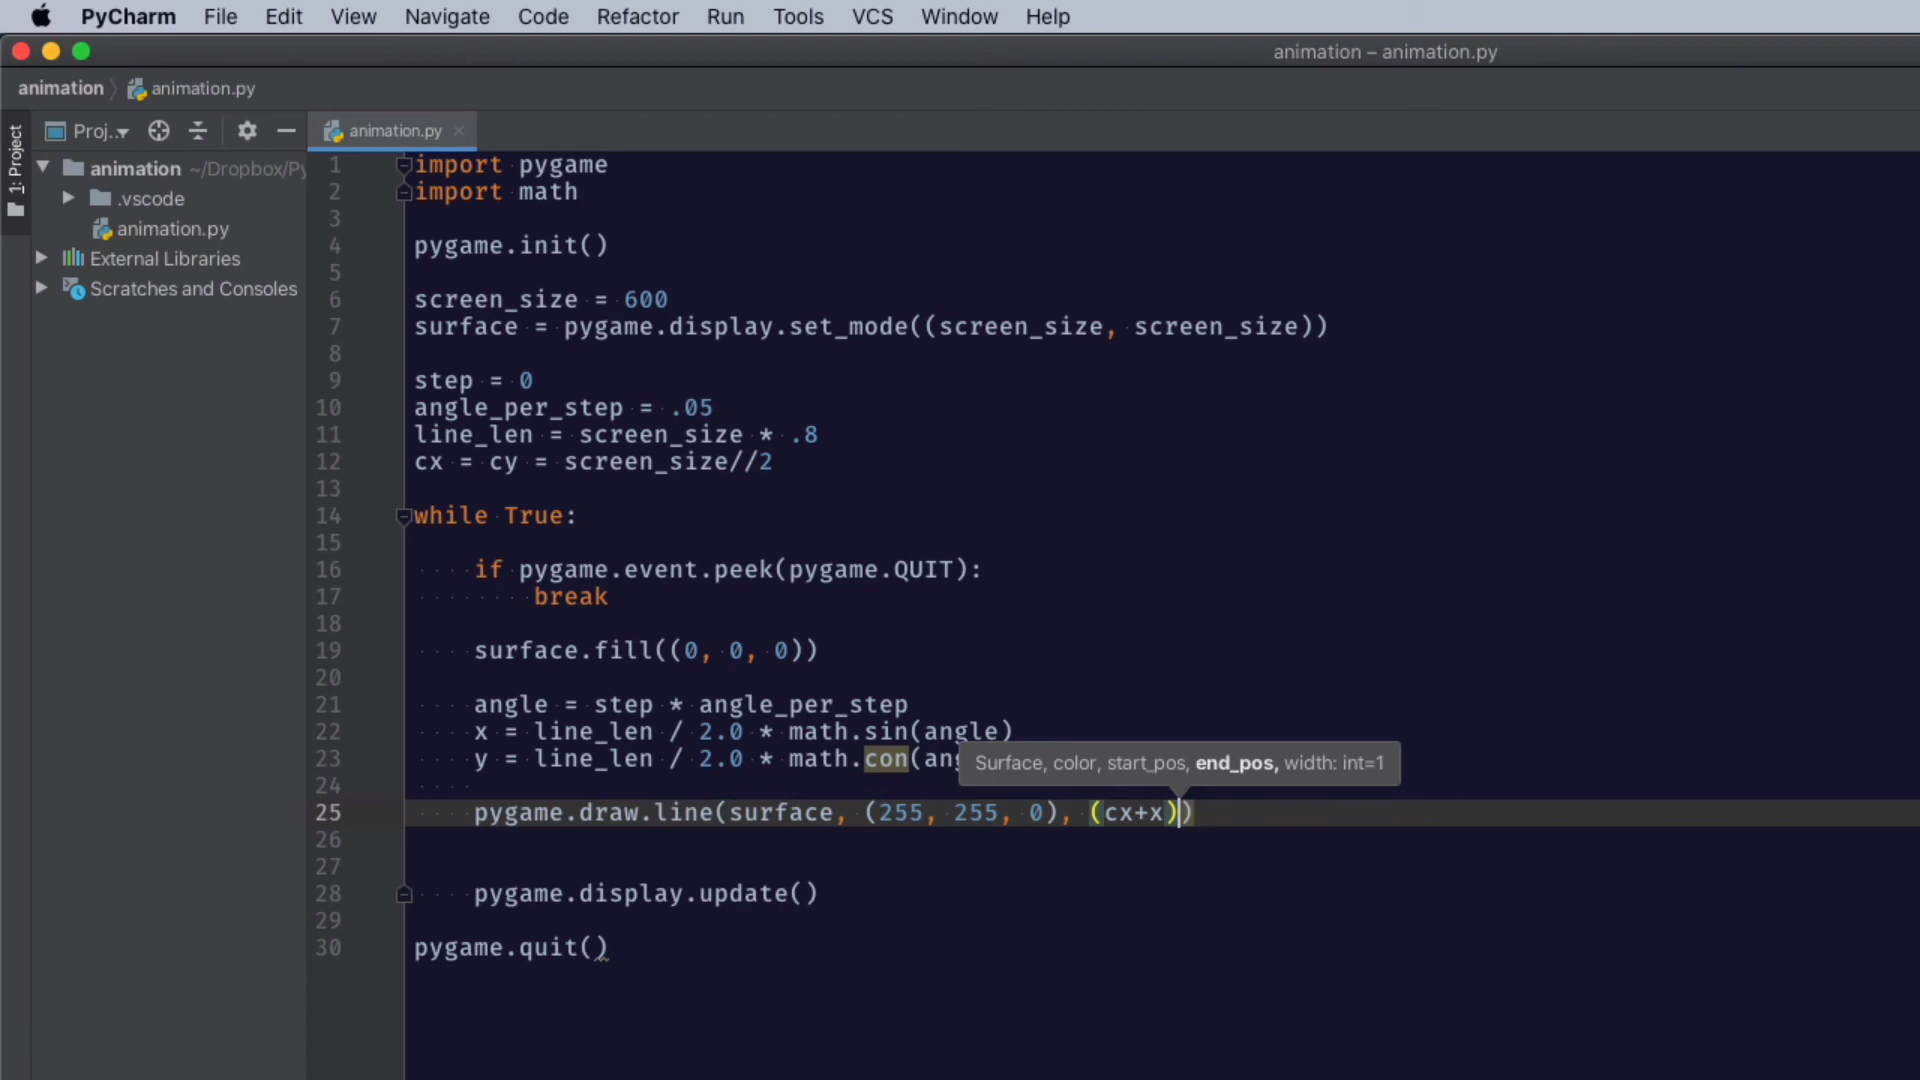 PyCharm File Edit View Navigate Code Refactor Run Tools VCS Window Help
animation – animation.py
animation animation.py
1: Project
Proj..
animation ~/Dropbox/Py
.vscode
animation.py
External Libraries
Scratches and Consoles
animation.py
1 import pygame
2 import math
3
4 pygame.init()
5
6 screen_size = 600
7 surface = pygame.display.set_mode((screen_size, screen_size))
8
9 step = 0
10 angle_per_step = .05
11 line_len = screen_size * .8
12 cx = cy = screen_size//2
13
14 while True:
15
16 if pygame.event.peek(pygame.QUIT):
17 break
18
19 surface.fill((0, 0, 0))
20
21 angle = step * angle_per_step
22 x = line_len / 2.0 * math.sin(angle)
23 y = line_len / 2.0 * math.con(ang
Surface, color, start_pos, end_pos, width: int=1
24
25 pygame.draw.line(surface, (255, 255, 0), (cx+x))
26
27
28 pygame.display.update()
29
30 pygame.quit()